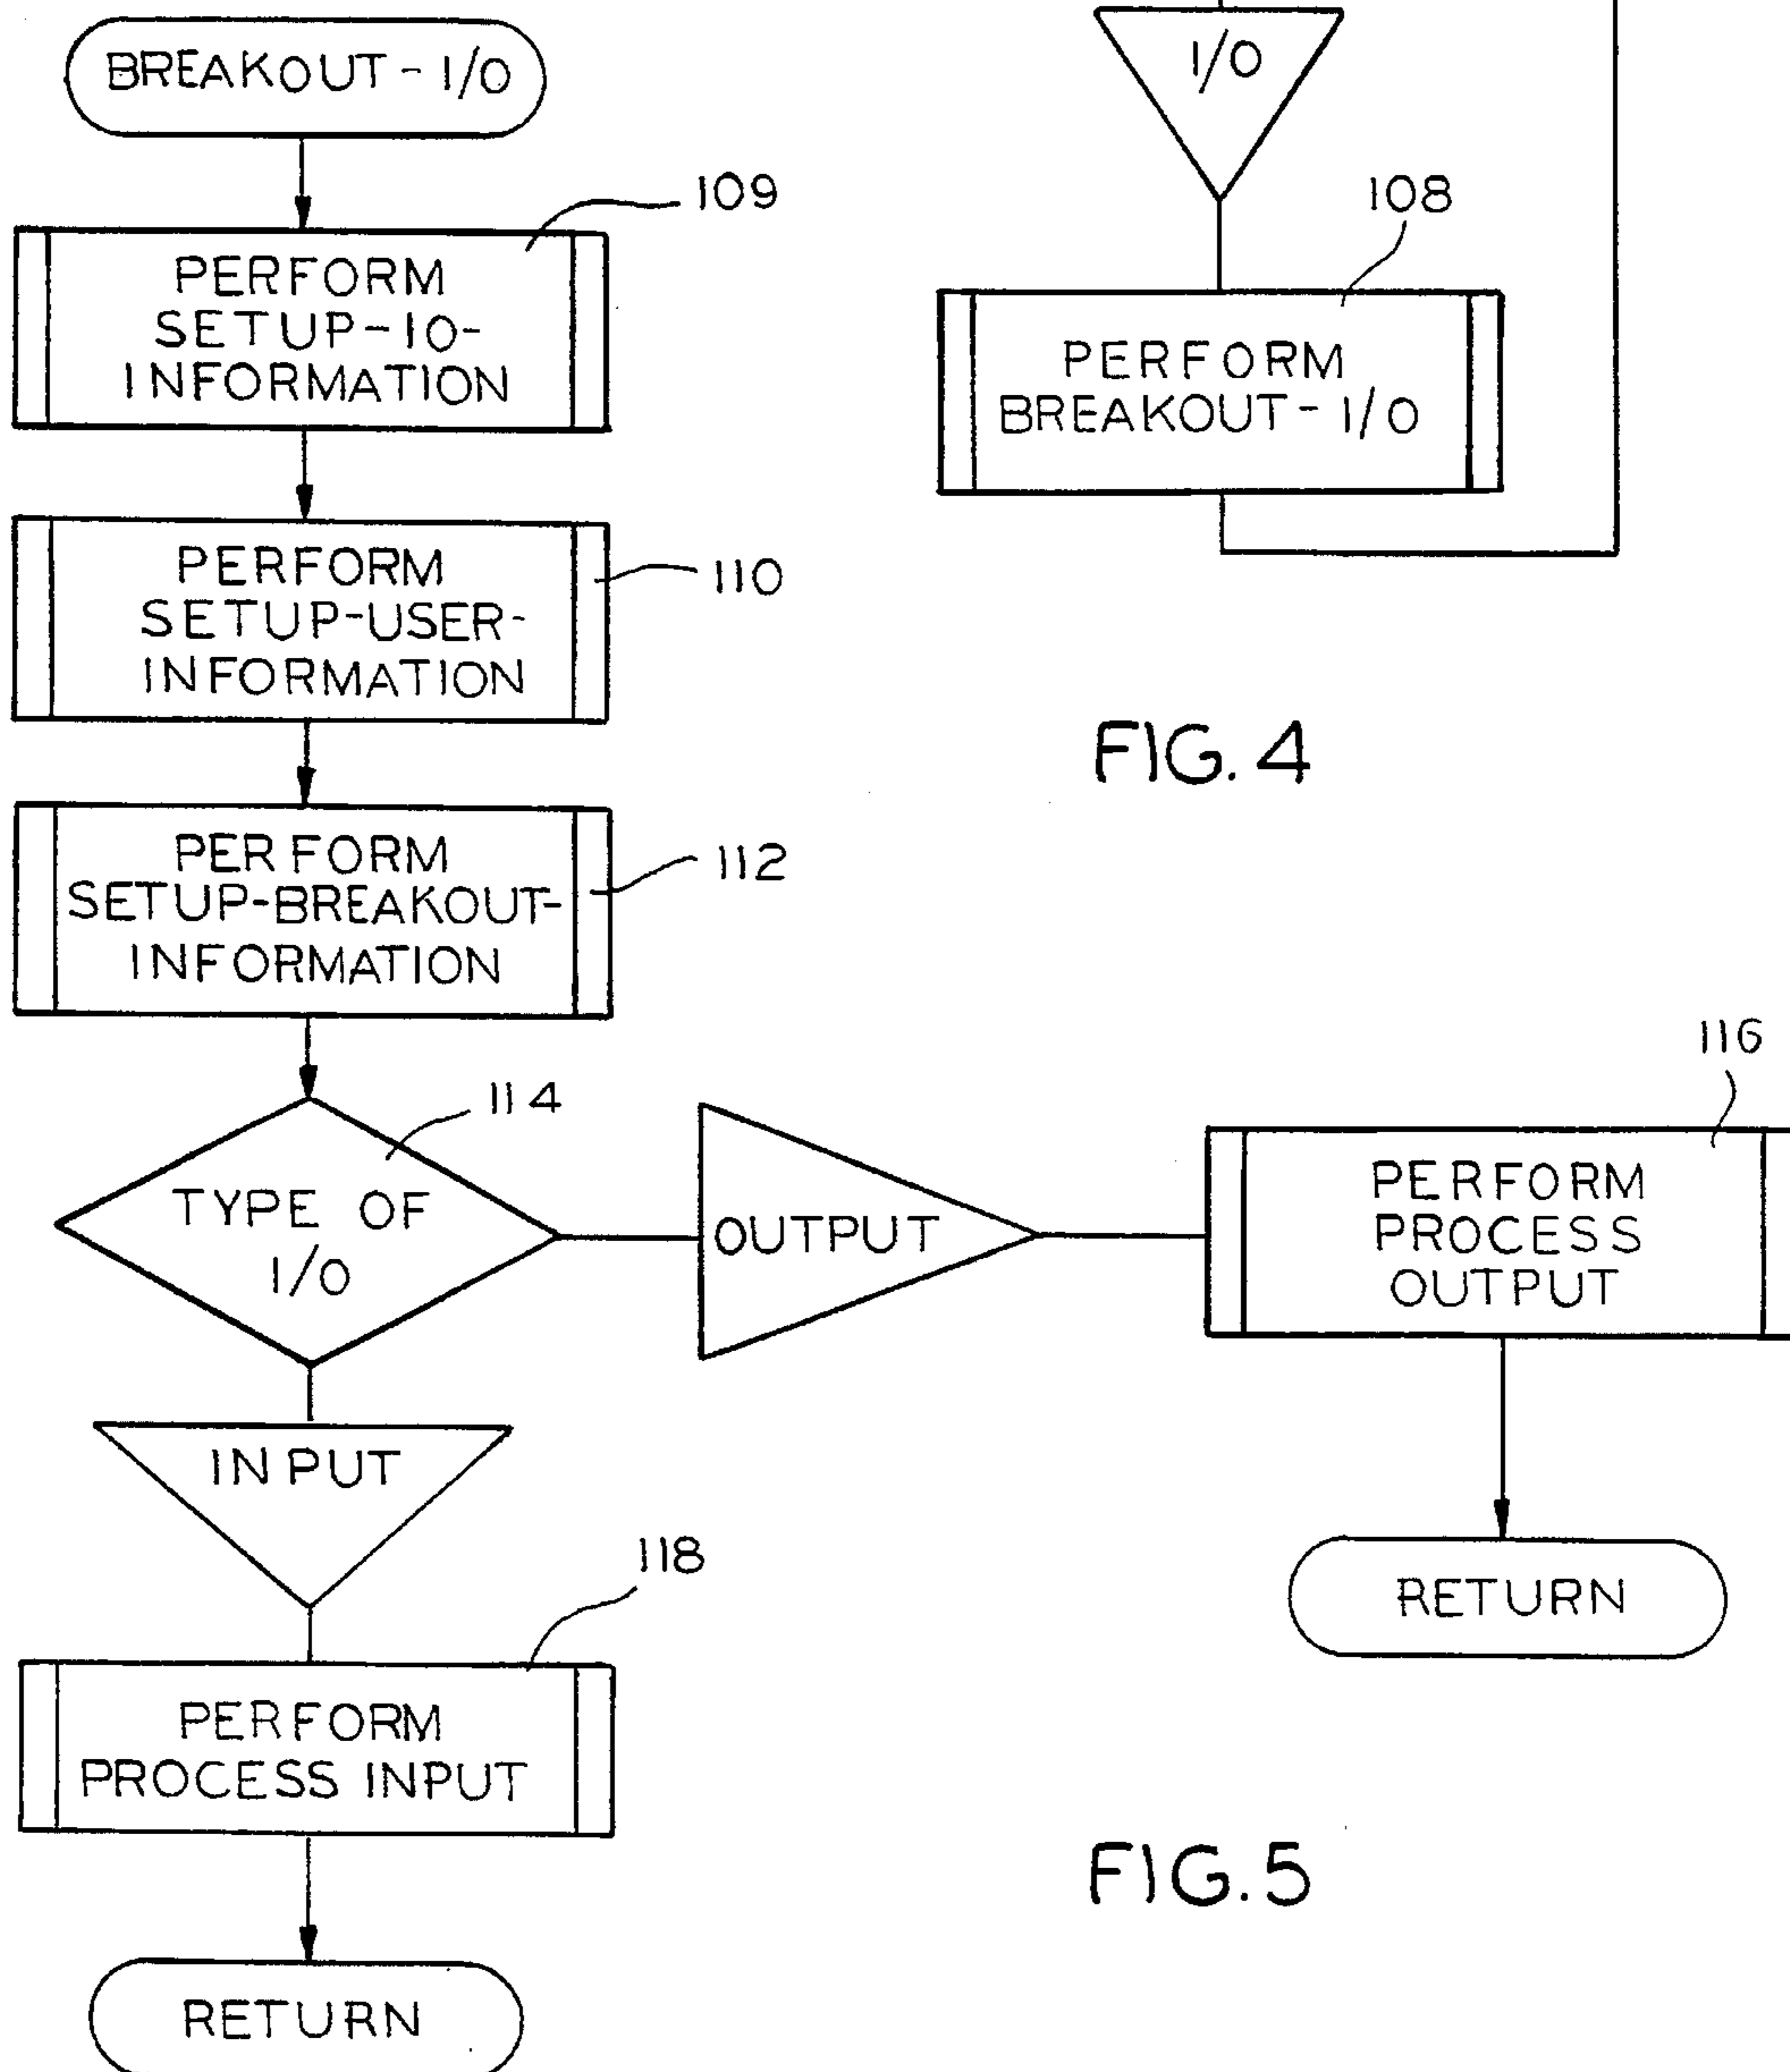 BREAKOUT - I/O
109
PERFORM
SETUP-IO-
INFORMATION
110
PERFORM
SETUP-USER-
INFORMATION
112
PERFORM
SETUP-BREAKOUT-
INFORMATION
114
TYPE OF
I/O
OUTPUT
116
PERFORM
PROCESS
OUTPUT
RETURN
INPUT
118
PERFORM
PROCESS INPUT
RETURN
FIG. 5
I/O
108
PERFORM
BREAKOUT - I/O
FIG. 4